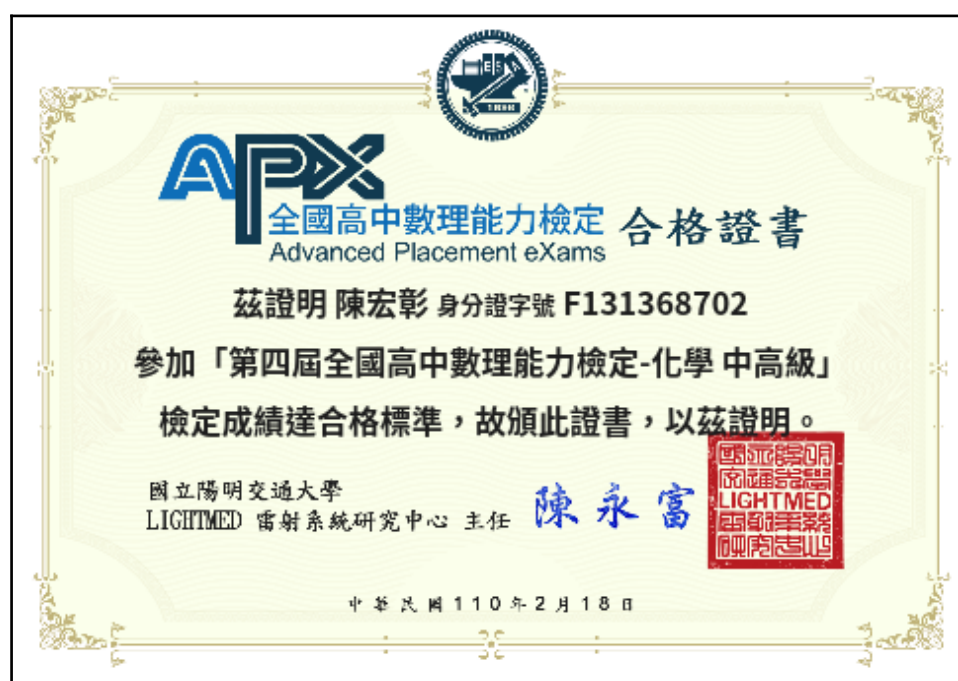 APX
全國高中數理能力檢定 合格證書
Advanced Placement eXams
茲證明 陳宏彰 身分證字號 F131368702
參加「第四屆全國高中數理能力檢定-化學 中高級」
檢定成績達合格標準，故頒此證書，以茲證明。
國立陽明交通大學
LIGHTMED 雷射系統研究中心 主任 陳永富
LIGHTMED
中華民國110年2月18日